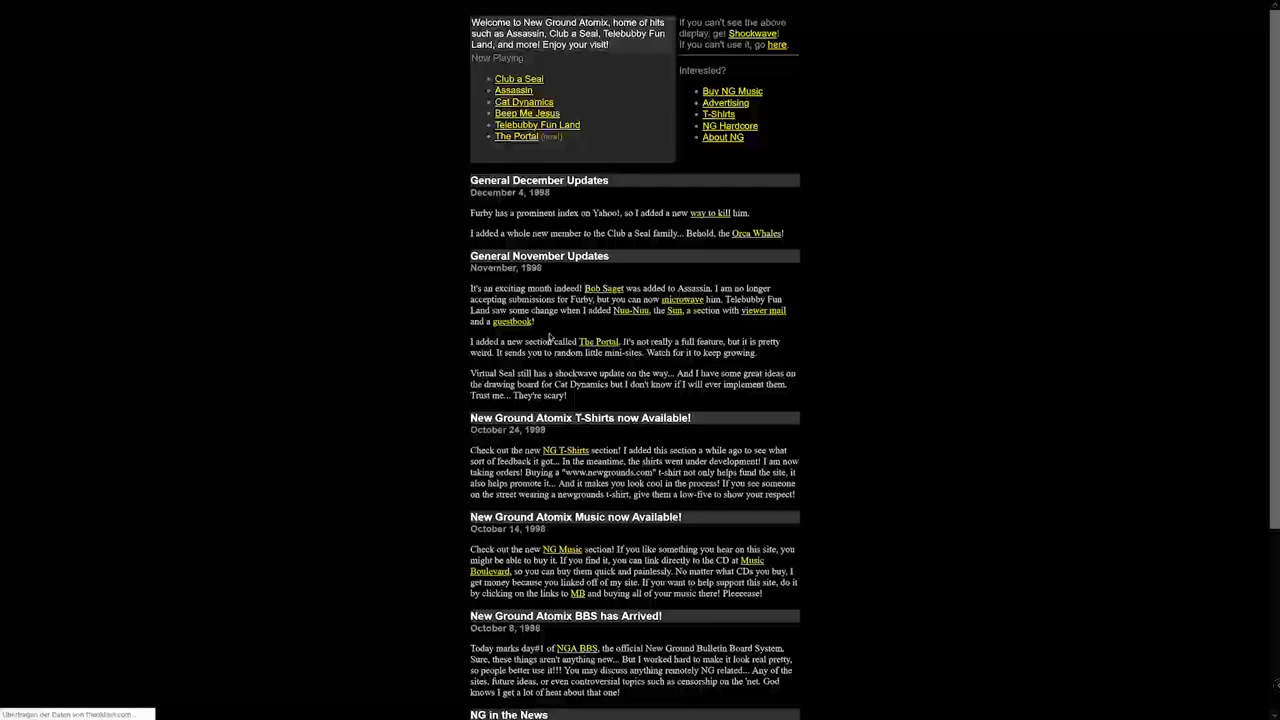 Welcome to New Ground Atomix, home of hits
such as Assassin, Club a Seal, Telebubby Fun
Land, and more! Enjoy your visit!
Now Playing
Club a Seal
Assassin
Cat Dynamics
Beep Me Jesus
Telebubby Fun Land
The Portal (new!)
If you can't see the above
display, get Shockwave!
If you can't use it, go here.
Interested?
Buy NG Music
Advertising
T-Shirts
NG Hardcore
About NG
General December Updates
December 4, 1998
Furby has a prominent index on Yahoo!, so I added a new way to kill him.
I added a whole new member to the Club a Seal family... Behold, the Orca Whales!
General November Updates
November, 1998
It's an exciting month indeed! Bob Saget was added to Assassin. I am no longer
accepting submissions for Furby, but you can now microwave him. Telebubby Fun
Land saw some change when I added Nuu-Nuu, the Sun, a section with viewer mail
and a guestbook!
I added a new section called The Portal. It's not really a full feature, but it is pretty
weird. It sends you to random little mini-sites. Watch for it to keep growing.
Virtual Seal still has a shockwave update on the way... And I have some great ideas on
the drawing board for Cat Dynamics but I don't know if I will ever implement them.
Trust me... They're scary!
New Ground Atomix T-Shirts now Available!
October 24, 1998
Check out the new NG T-Shirts section! I added this section a while ago to see what
sort of feedback it got... In the meantime, the shirts went under development! I am now
taking orders! Buying a "www.newgrounds.com" t-shirt not only helps fund the site, it
also helps promote it... And it makes you look cool in the process! If you see someone
on the street wearing a newgrounds t-shirt, give them a low-five to show your respect!
New Ground Atomix Music now Available!
October 14, 1998
Check out the new NG Music section! If you like something you hear on this site, you
might be able to buy it. If you find it, you can link directly to the CD at Music
Boulevard, so you can buy them quick and painlessly. No matter what CDs you buy, I
get money because you linked off of my site. If you want to help support this site, do it
by clicking on the links to MB and buying all of your music there! Pleeeease!
New Ground Atomix BBS has Arrived!
October 8, 1998
Today marks day#1 of NGA BBS, the official New Ground Bulletin Board System.
Sure, these things aren't anything new... But I worked hard to make it look real pretty,
so people better use it!!! You may discuss anything remotely NG related... Any of the
sites, future ideas, or even controversial topics such as censorship on the 'net. God
knows I get a lot of heat about that one!
NG in the News
Übertragen der Daten von